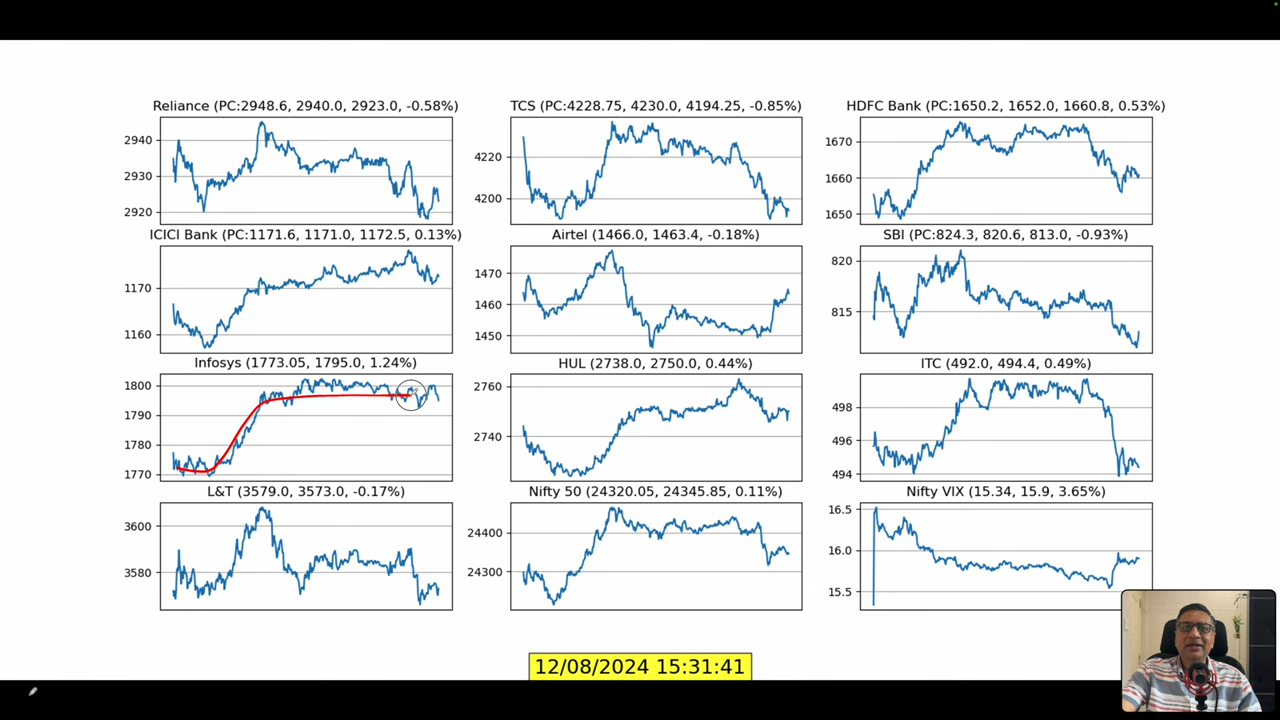 Reliance (PC:2948.6, 2940.0, 2923.0, -0.58%)
2940
2930
2920
TCS (PC:4228.75, 4230.0, 4194.25, -0.85%)
4220
4200
HDFC Bank (PC:1650.2, 1652.0, 1660.8, 0.53%)
1670
1660
1650
ICICI Bank (PC:1171.6, 1171.0, 1172.5, 0.13%)
1170
1160
Airtel (1466.0, 1463.4, -0.18%)
1470
1460
1450
SBI (PC:824.3, 820.6, 813.0, -0.93%)
820
815
Infosys (1773.05, 1795.0, 1.24%)
1800
1790
1780
1770
HUL (2738.0, 2750.0, 0.44%)
2760
2740
ITC (492.0, 494.4, 0.49%)
498
496
494
L&T (3579.0, 3573.0, -0.17%)
3600
3580
Nifty 50 (24320.05, 24345.85, 0.11%)
24400
24300
Nifty VIX (15.34, 15.9, 3.65%)
16.5
16.0
15.5
12/08/2024 15:31:41